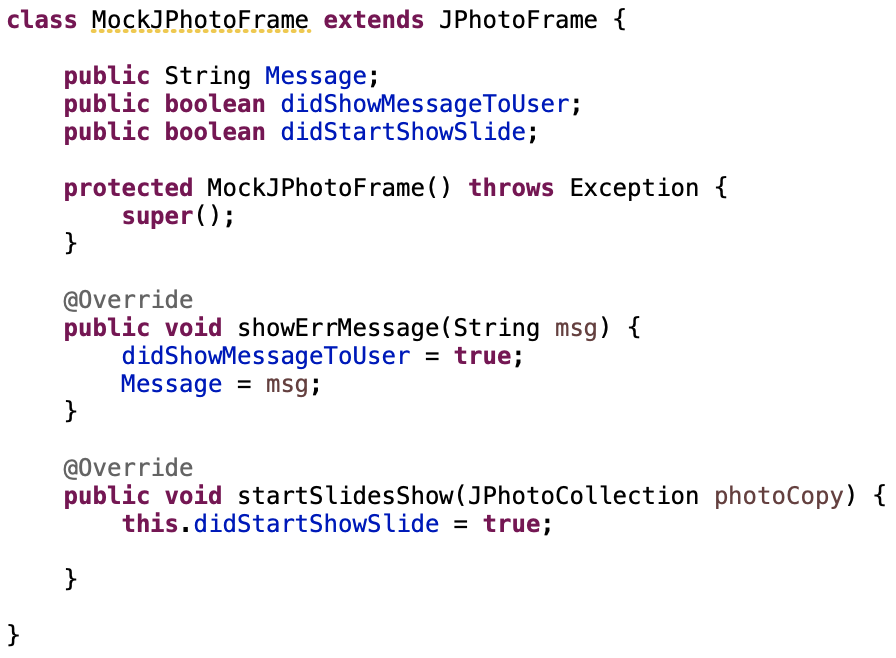 class MockJPhotoFrame extends JPhotoFrame {
public String Message;
public boolean didShowMessageToUser;
public boolean didStartShowSlide;
protected MockJPhotoFrame() throws Exception {
super();
}
@Override
public void showErrMessage(String msg) {
didShowMessageToUser = true;
Message = msg;
}
@Override
public void startSlidesShow(JPhotoCollection photoCopy) {
this.didStartShowSlide = true;
}
}